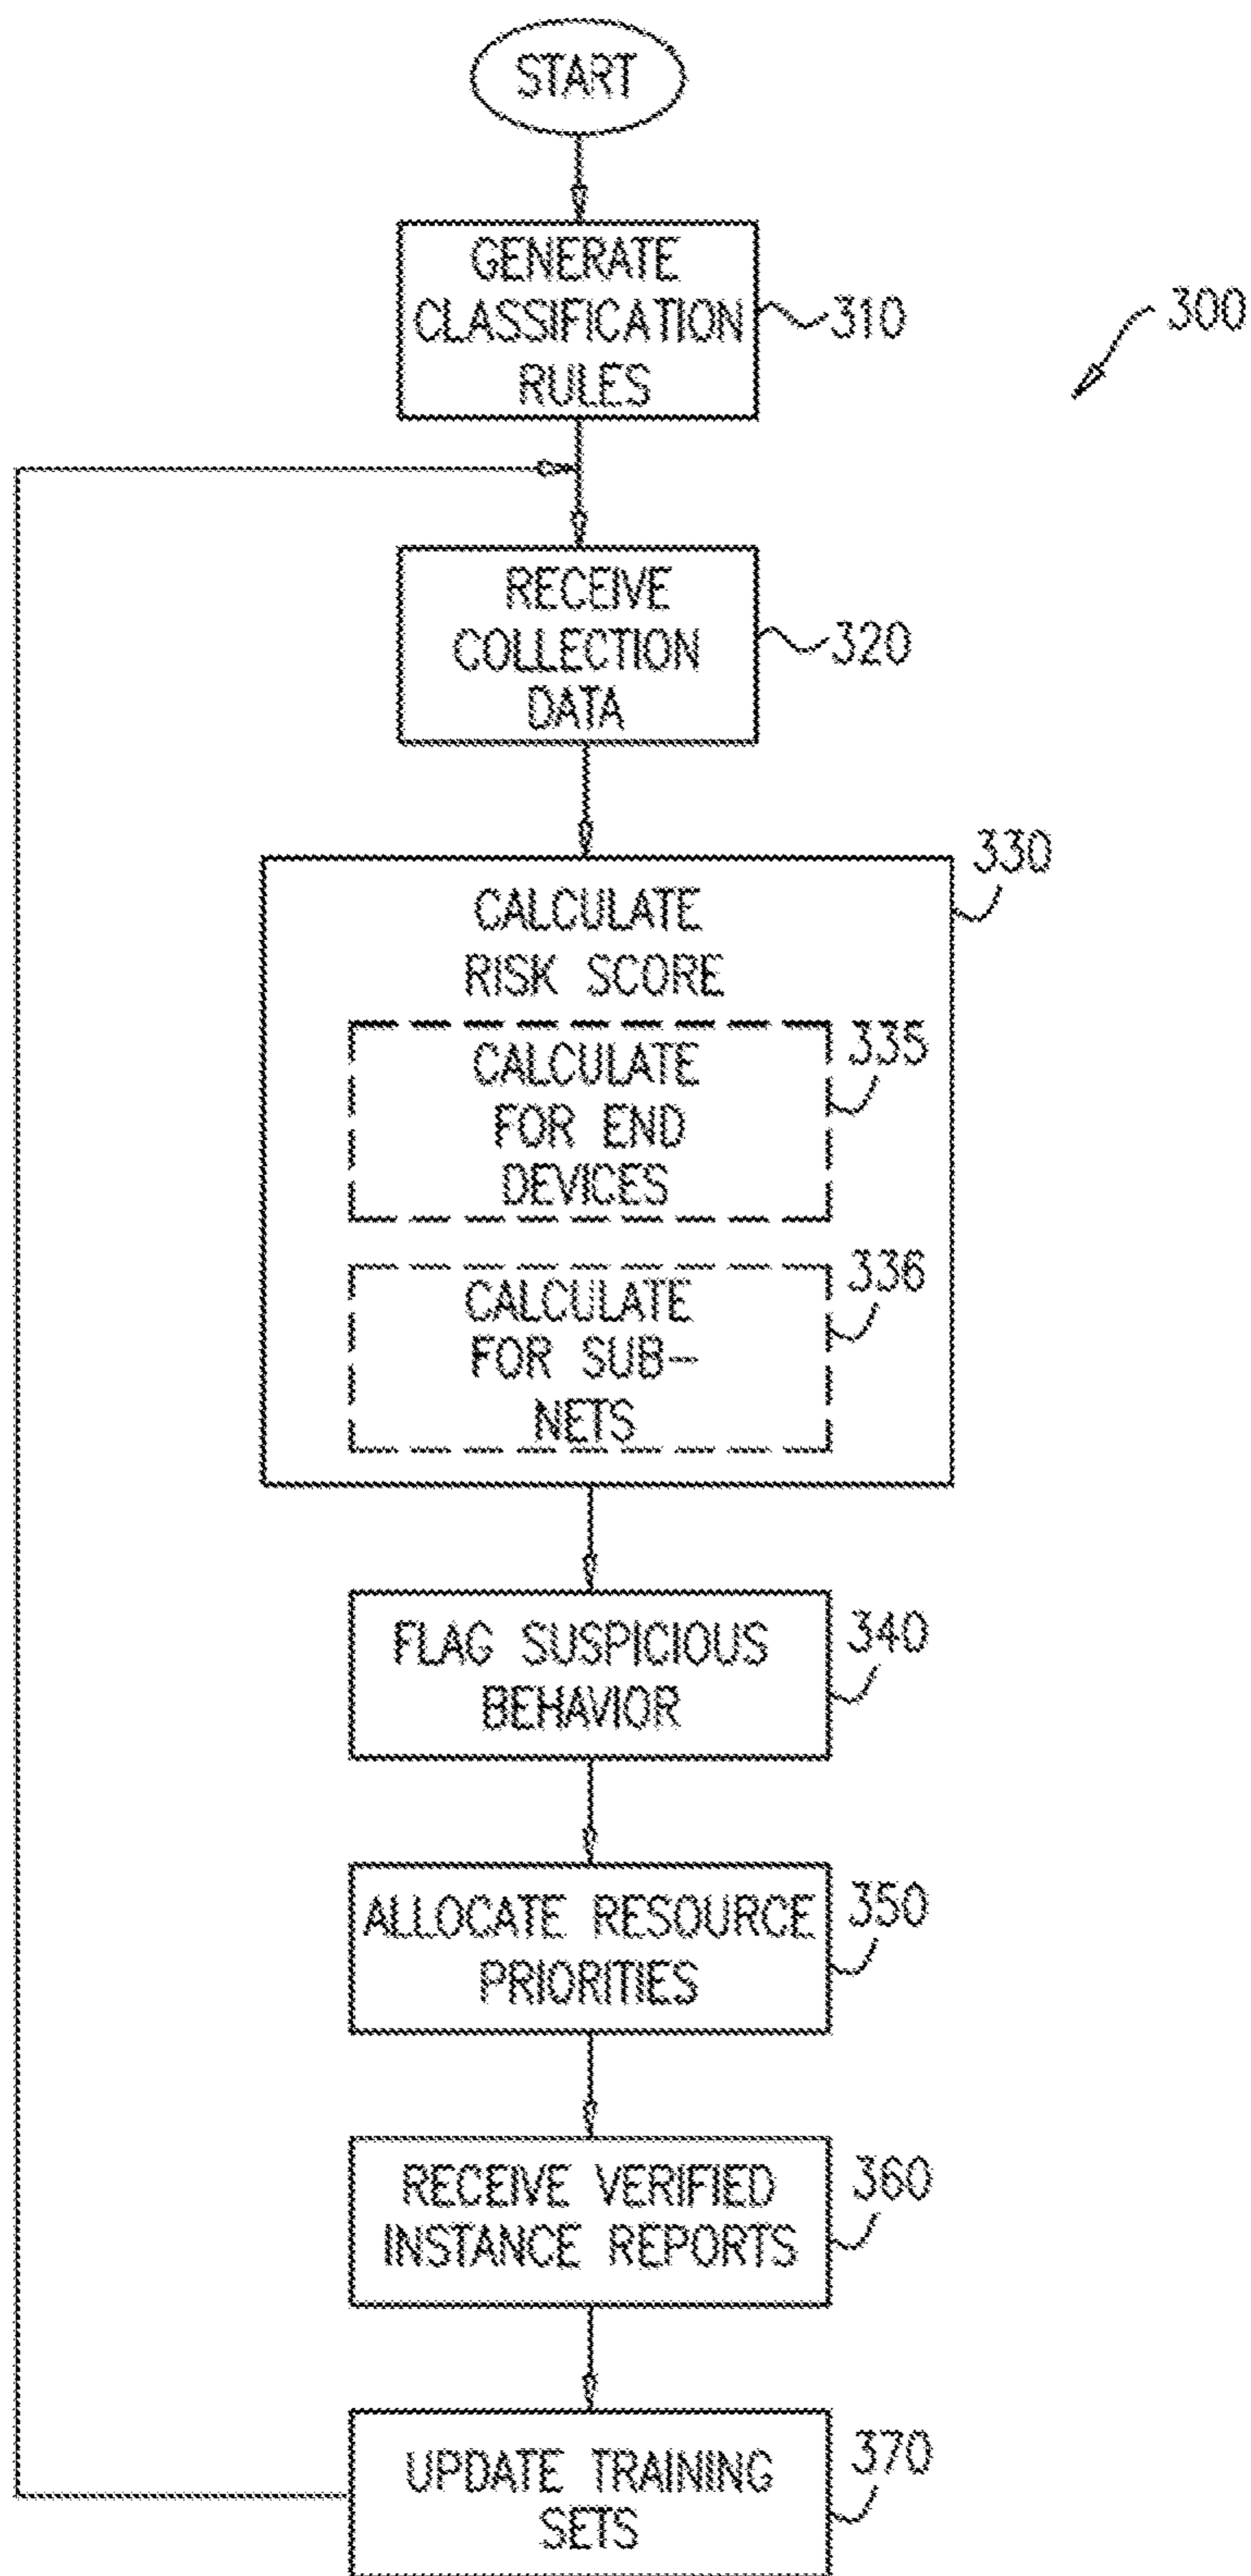 START
GENERATE
CLASSIFICATION
RULES
310
300
RECEIVE
COLLECTION
DATA
320
330
CALCULATE
RISK SCORE
335
CALCULATE
FOR END
DEVICES
336
CALCULATE
FOR SUB-
NETS
FLAG SUSPICIOUS
BEHAVIOR
340
ALLOCATE RESOURCE
PRIORITIES
350
RECEIVE VERIFIED
INSTANCE REPORTS
360
UPDATE TRAINING
SETS
370